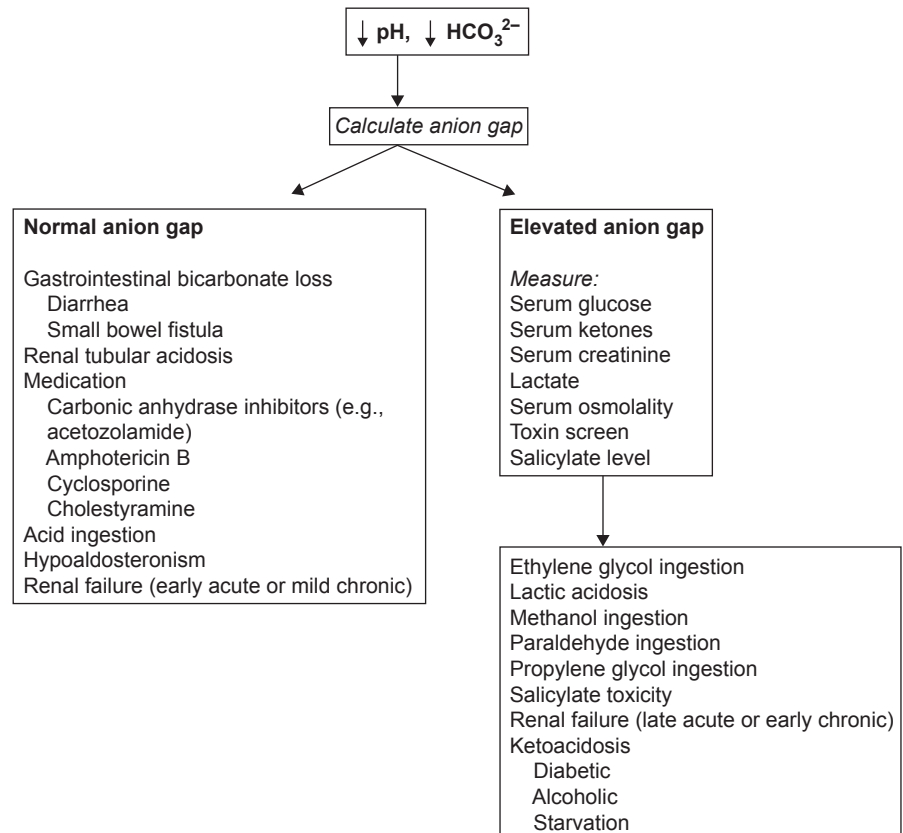 ↓ pH, ↓ HCO₃²⁻
Calculate anion gap
Normal anion gap
Gastrointestinal bicarbonate loss
Diarrhea
Small bowel fistula
Renal tubular acidosis
Medication
Carbonic anhydrase inhibitors (e.g.,
acetozolamide)
Amphotericin B
Cyclosporine
Cholestyramine
Acid ingestion
Hypoaldosteronism
Renal failure (early acute or mild chronic)
Elevated anion gap
Measure:
Serum glucose
Serum ketones
Serum creatinine
Lactate
Serum osmolality
Toxin screen
Salicylate level
Ethylene glycol ingestion
Lactic acidosis
Methanol ingestion
Paraldehyde ingestion
Propylene glycol ingestion
Salicylate toxicity
Renal failure (late acute or early chronic)
Ketoacidosis
Diabetic
Alcoholic
Starvation